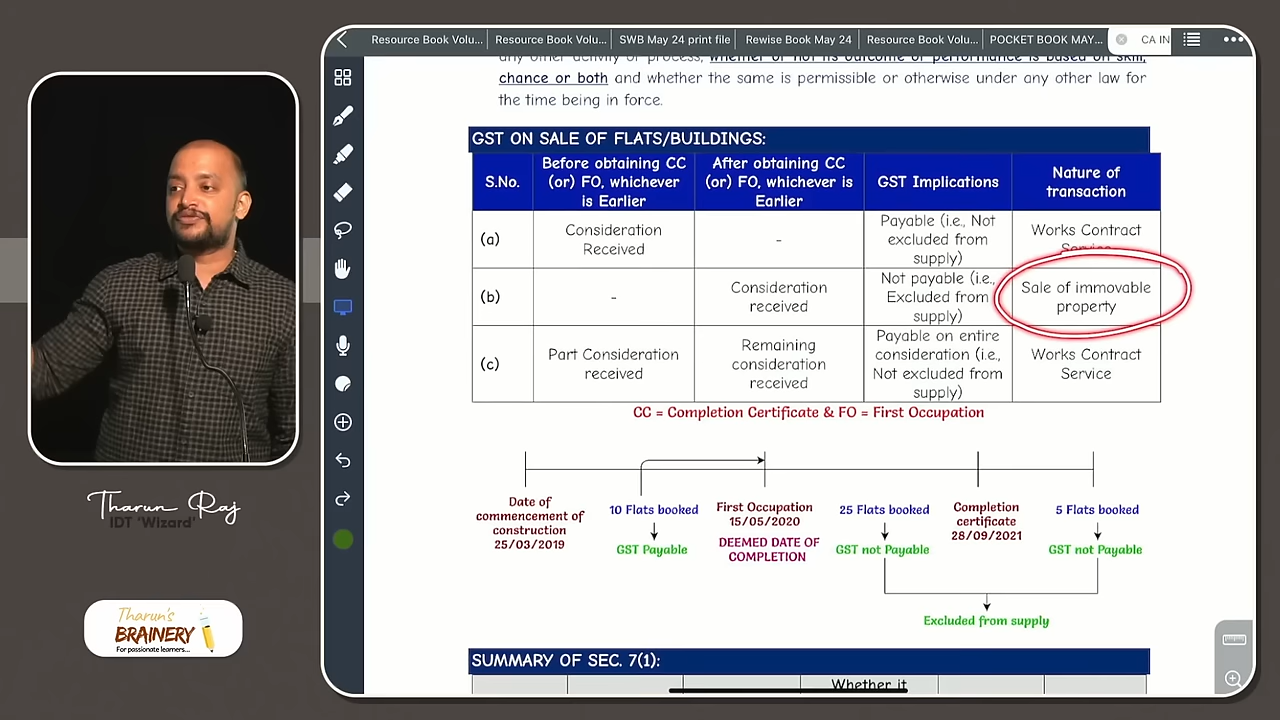 Resource Book Volu...
Resource Book Volu...
SWB May 24 print file
Rewise Book May 24
Resource Book Volu...
POCKET BOOK MAY...
CA IN
any other activity or process, whether or not its outcome or performance is based on skill,
chance or both and whether the same is permissible or otherwise under any other law for
the time being in force.
GST ON SALE OF FLATS/BUILDINGS:
S.No.
Before obtaining CC
(or) FO, whichever
is Earlier
After obtaining CC
(or) FO, whichever is
Earlier
GST Implications
Nature of
transaction
(a)
Consideration
Received
-
Payable (i.e., Not
excluded from
supply)
Works Contract
Service
(b)
-
Consideration
received
Not payable (i.e.,
Excluded from
supply)
Sale of immovable
property
(c)
Part Consideration
received
Remaining
consideration
received
Payable on entire
consideration (i.e.,
Not excluded from
supply)
Works Contract
Service
CC = Completion Certificate & FO = First Occupation
Date of
commencement of
construction
25/03/2019
10 Flats booked
GST Payable
First Occupation
15/05/2020
DEEMED DATE OF
COMPLETION
25 Flats booked
GST not Payable
Completion
certificate
28/09/2021
5 Flats booked
GST not Payable
Excluded from supply
SUMMARY OF SEC. 7(1):
Whether it
Tharun Raj
IDT 'Wizard'
Tharun's
BRAINERY
For passionate learners...